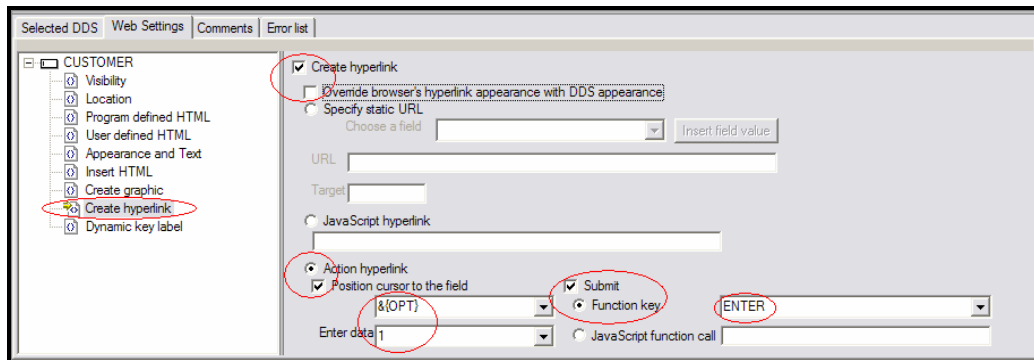 Selected DDS Web Settings Comments Error list
CUSTOMER
Visibility
Location
Program defined HTML
User defined HTML
Appearance and Text
Insert HTML
Create graphic
Create hyperlink
Dynamic key label
Create hyperlink
Override browser's hyperlink appearance with DDS appearance
Specify static URL
Choose a field Insert field value
URL
Target
JavaScript hyperlink
Action hyperlink
Position cursor to the field Submit
&{OPT} Function key ENTER
Enter data 1 JavaScript function call